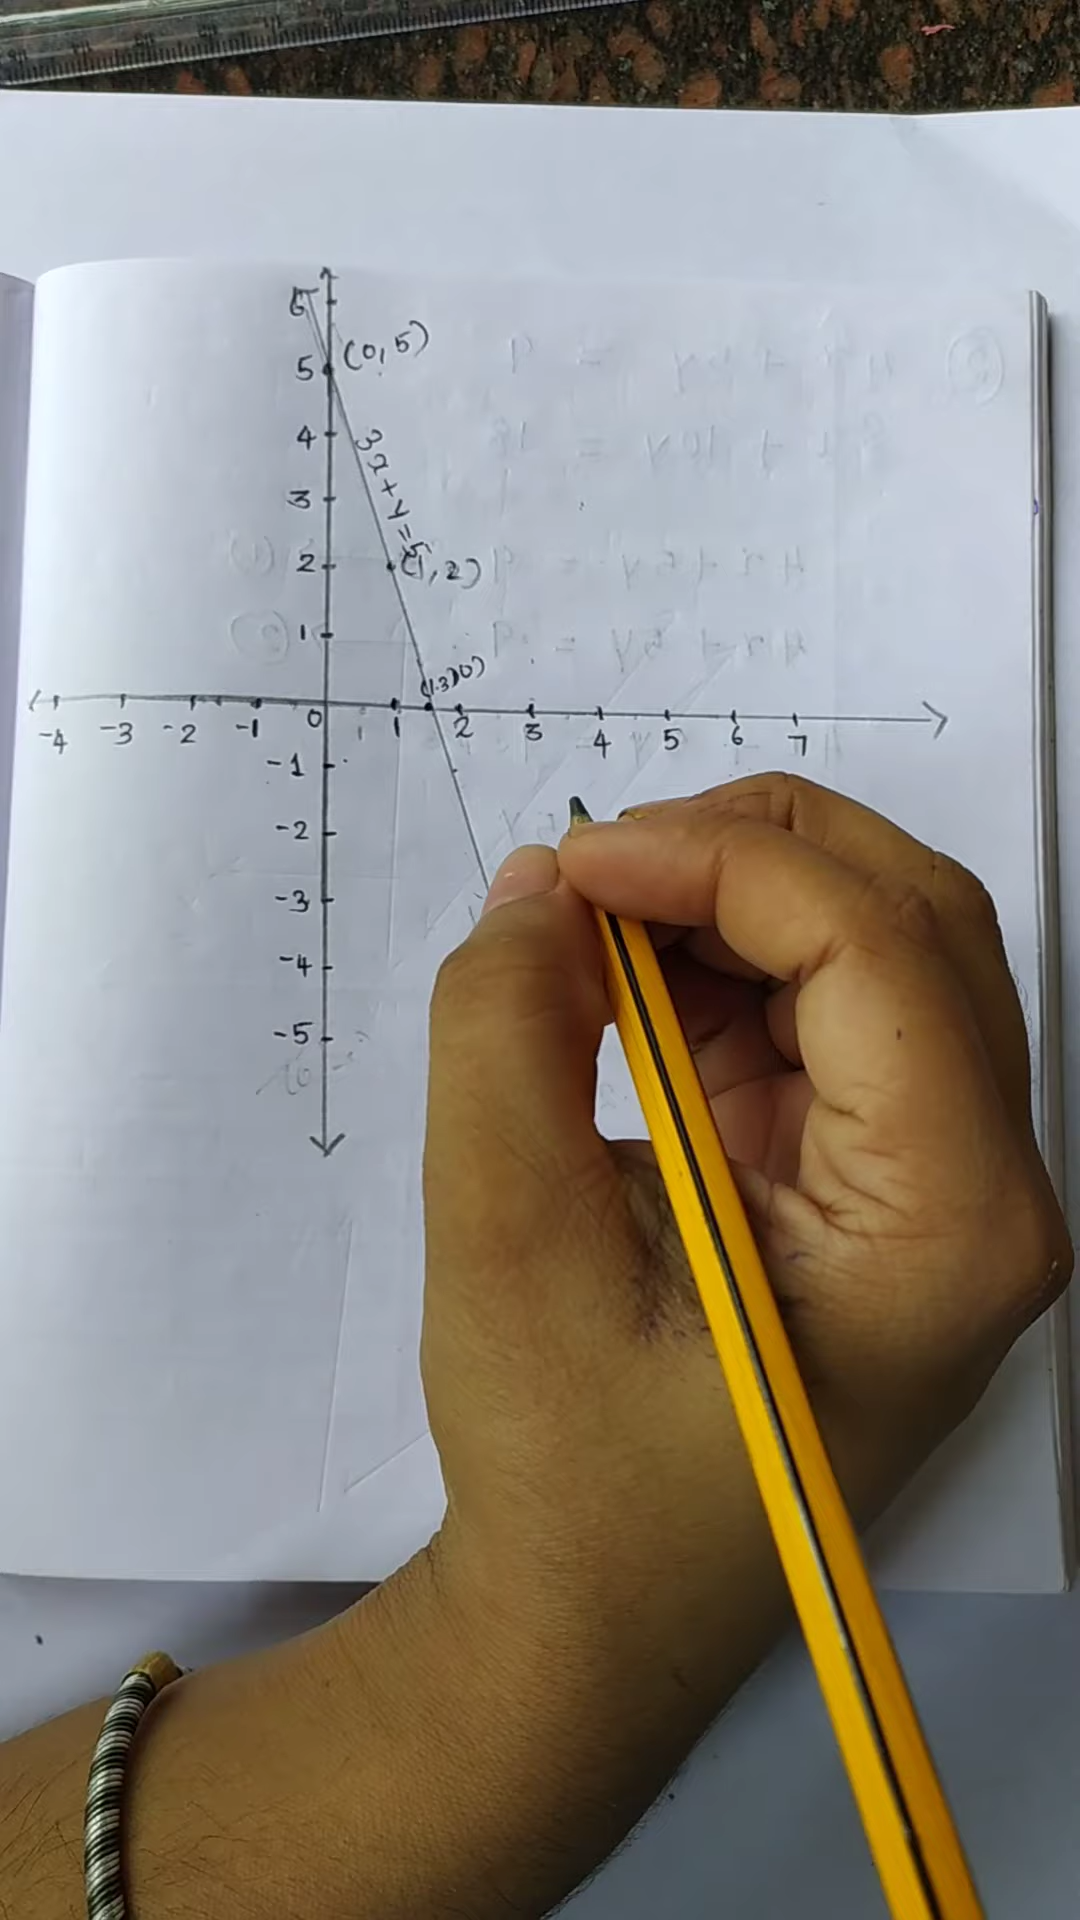 6
5 (0, 5)
4
3x + y = 5
3
2 (1, 2)
1
(1.3, 0)
-4 -3 -2 -1 0 1 2 3 4 5 6 7
-1
-2
-3
-4
-5